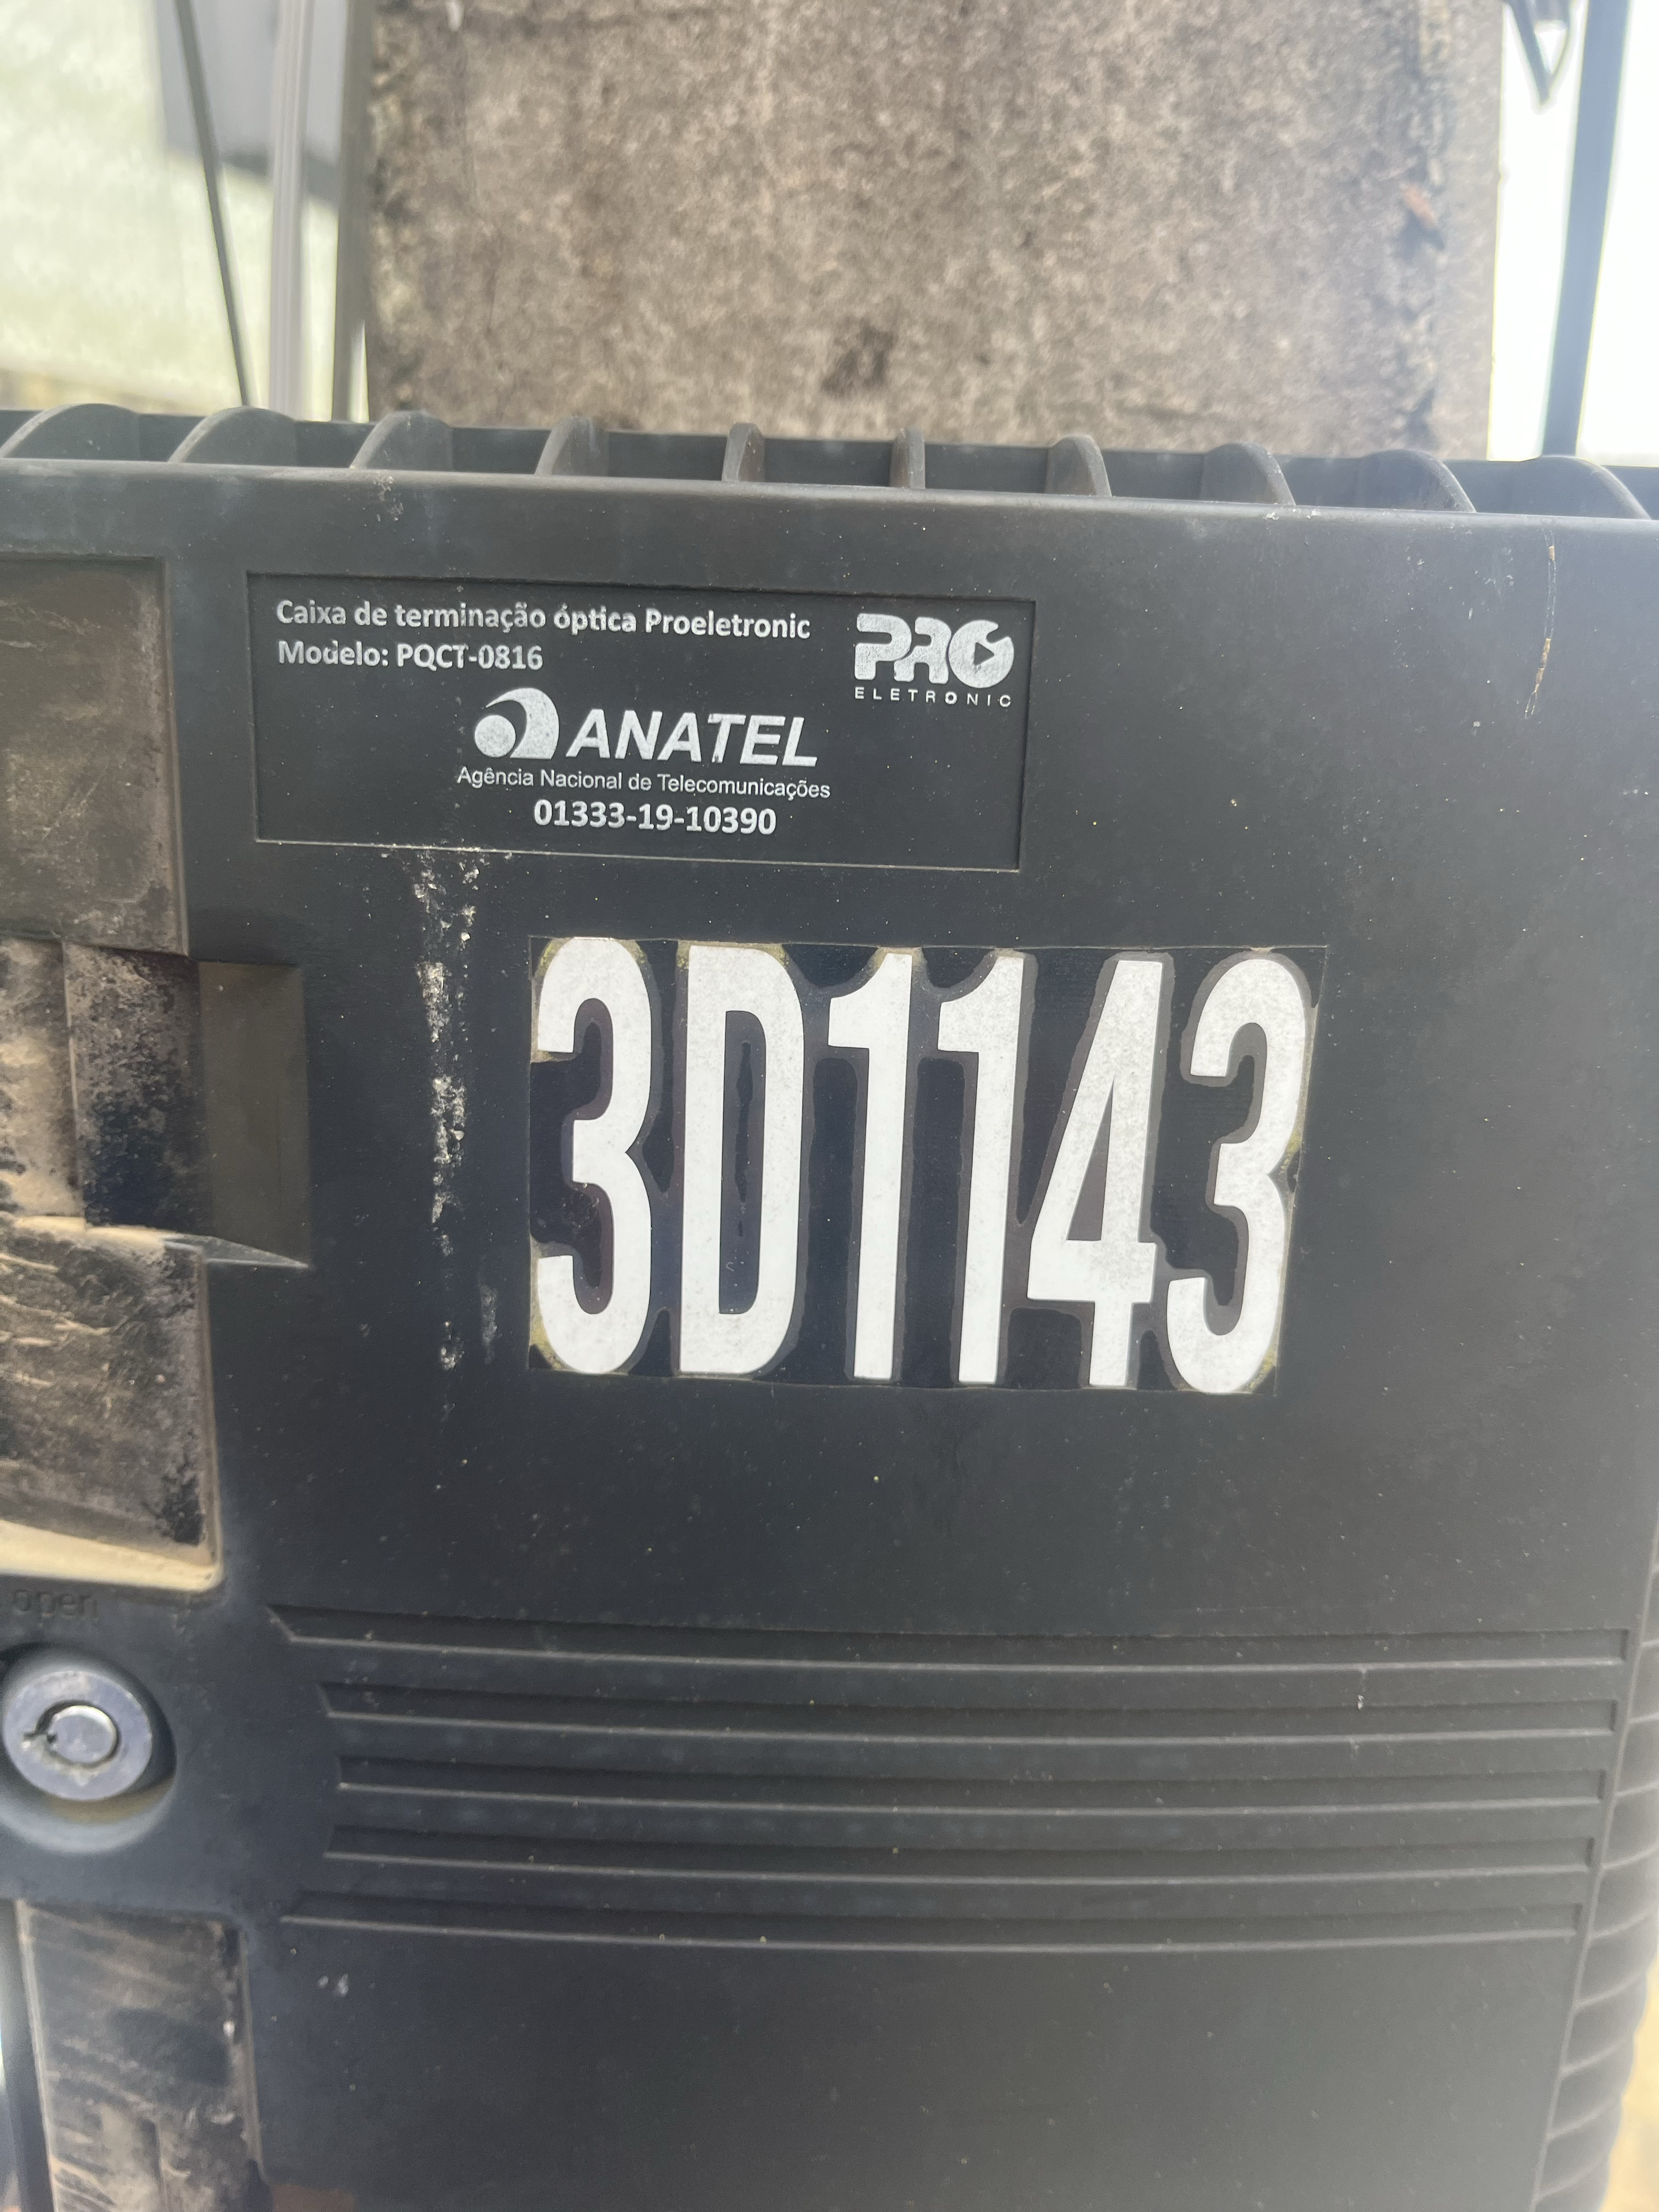 Caixa de terminação óptica Proeletronic
Modelo: PQCT-0816
PRO
ELETRONIC
ANATEL
Agência Nacional de Telecomunicações
01333-19-10390
3D1143
open